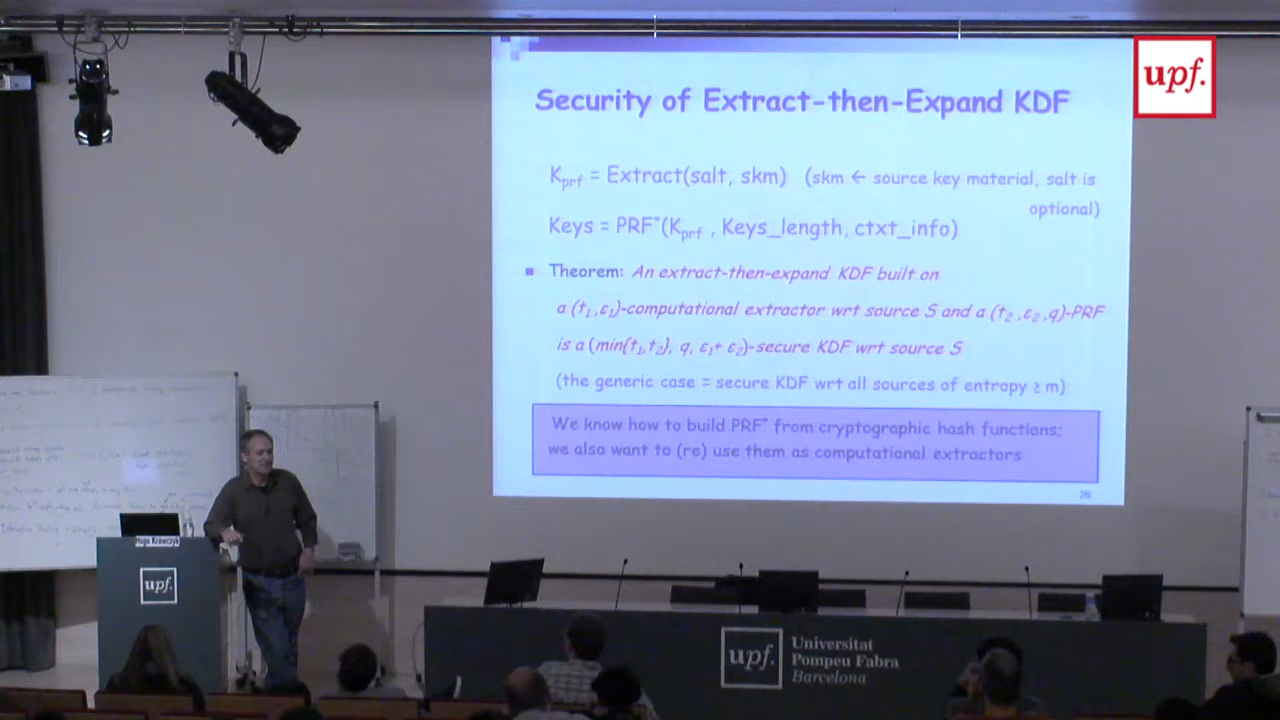 upf.
Security of Extract-then-Expand KDF
Kprf = Extract(salt, skm) (skm ← source key material, salt is
optional)
Keys = PRF*(Kprf , Keys_length, ctxt_info)
■ Theorem: An extract-then-expand KDF built on
a (t1,ε1)-computational extractor wrt source S and a (t2,ε2,q)-PRF
is a (min{t1,t2}, q, ε1+ ε2)-secure KDF wrt source S
(the generic case = secure KDF wrt all sources of entropy ≥ m)
We know how to build PRF* from cryptographic hash functions;
we also want to (re) use them as computational extractors
26
Hugo Krawczyk
upf.
upf.
Universitat
Pompeu Fabra
Barcelona